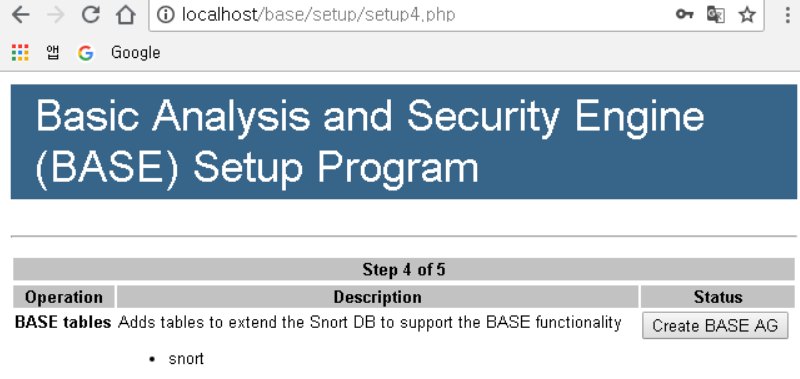 localhost/base/setup/setup4.php
앱 Google
Basic Analysis and Security Engine
(BASE) Setup Program
Step 4 of 5
Operation Description Status
BASE tables Adds tables to extend the Snort DB to support the BASE functionality Create BASE AG
• snort